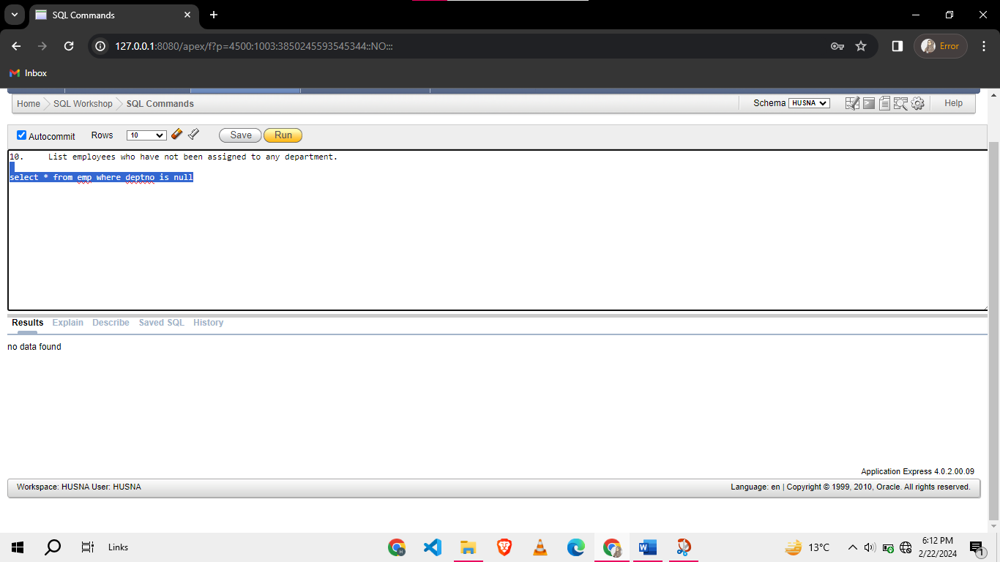 SQL Commands
127.0.0.1:8080/apex/f?p=4500:1003:3850245593545344::NO:::
Error
Inbox
Home SQL Workshop SQL Commands
Schema HUSNA Help
Autocommit Rows 10 Save Run
10. List employees who have not been assigned to any department.
select * from emp where deptno is null
Results Explain Describe Saved SQL History
no data found
Application Express 4.0.2.00.09
Workspace: HUSNA User: HUSNA
Language: en | Copyright © 1999, 2010, Oracle. All rights reserved.
Links
13°C
6:12 PM
2/22/2024
1